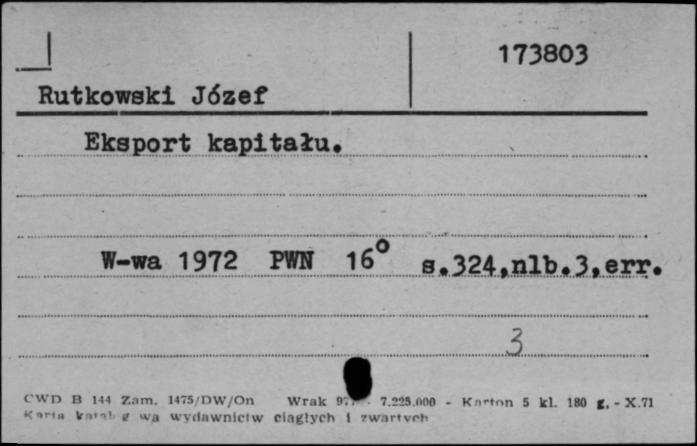 173803
Rutkowski Józef
Eksport kapitału.
W-wa 1972 PWN 16° s.324,nlb.3,err.
3
CWD B 144 Zam. 1475/DW/On Wrak 7.225.000 - Karton 5 kl. 180 g, - X.71
Karta wa wydawnictw ciągłych i zwartych